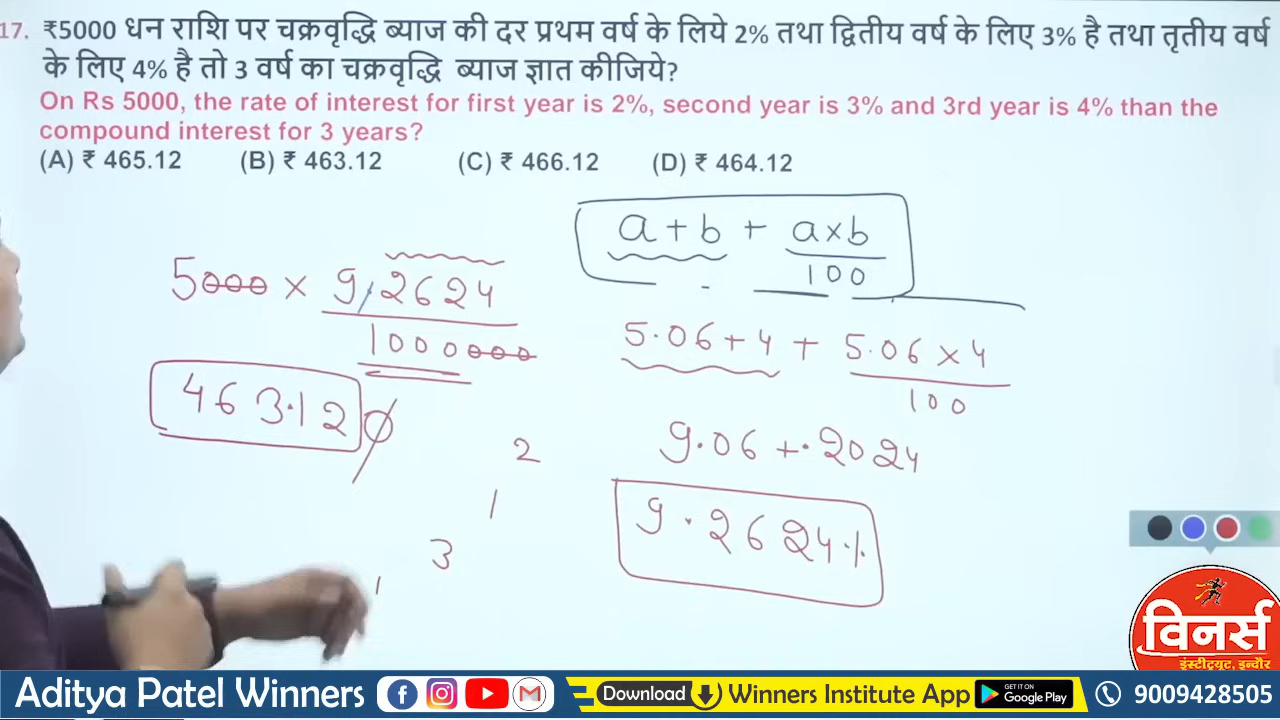 17. ₹5000 धन राशि पर चक्रवृद्धि ब्याज की दर प्रथम वर्ष के लिये 2% तथा द्वितीय वर्ष के लिए 3% है तथा तृतीय वर्ष
के लिए 4% है तो 3 वर्ष का चक्रवृद्धि ब्याज ज्ञात कीजिये?
On Rs 5000, the rate of interest for first year is 2%, second year is 3% and 3rd year is 4% than the
compound interest for 3 years?
(A) ₹ 465.12 (B) ₹ 463.12 (C) ₹ 466.12 (D) ₹ 464.12
a + b + a×b
100
5000 × 9,2624
1000000
5.06 + 4 + 5.06 × 4
100
463.120
9.06 + .2024
2
1
9.2624%
3
1
विनर्स
इंस्टीट्यूट, इन्दौर
Aditya Patel Winners Download Winners Institute App GET IT ON Google Play 9009428505